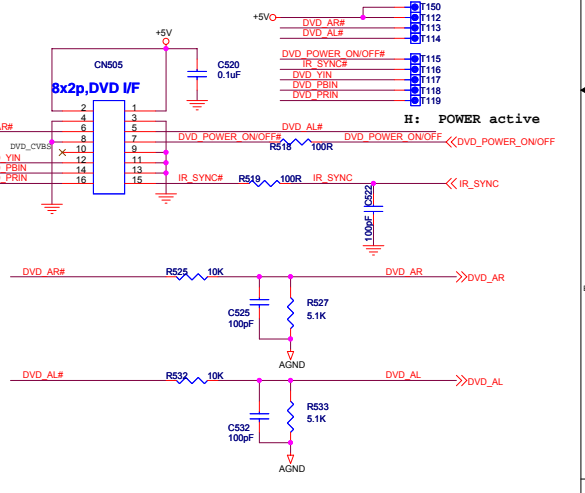 T150
+5V T112
DVD_AR# T113
DVD_AL# T114
+5V
DVD_POWER_ON/OFF# T115
IR_SYNC# T116
DVD_YIN T117
DVD_PBIN T118
DVD_PRIN T119
CN505 C520
0.1uF
8x2p,DVD I/F
H: POWER active
2 1
4 3
AR# 6 5 DVD_AL#
8 7 DVD_POWER_ON/OFF# R518 100R DVD_POWER_ON/OFF DVD_POWER_ON/OFF
DVD_CVBS 10 9
YIN 12 11
PBIN 14 13
PRIN 16 15 IR_SYNC# R519 100R IR_SYNC IR_SYNC
C522
100pF
DVD_AR# R525 10K DVD_AR DVD_AR
C525
100pF
R527
5.1K
AGND
DVD_AL# R532 10K DVD_AL DVD_AL
C532
100pF
R533
5.1K
AGND